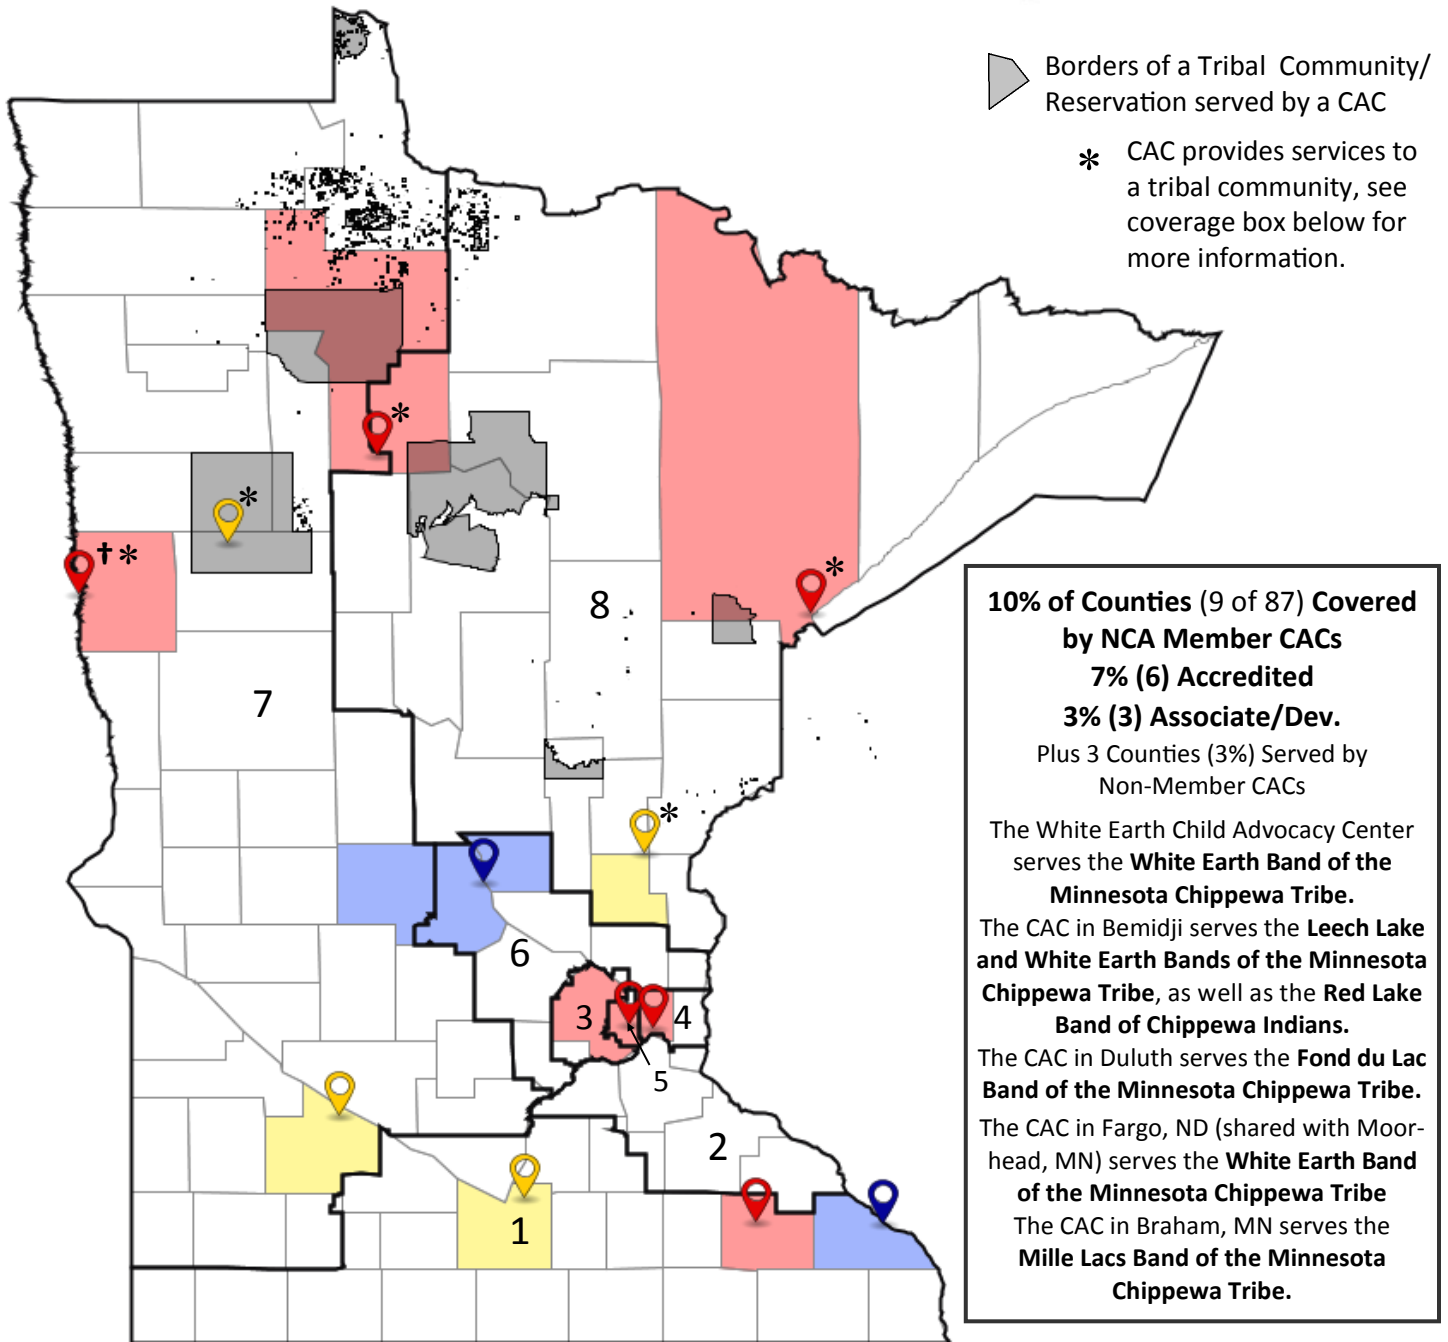 Borders of a Tribal Community/
Reservation served by a CAC
* CAC provides services to
a tribal community, see
coverage box below for
more information.
*
*
†*
*
8
7
*
6
3
4
5
2
1
10% of Counties (9 of 87) Covered
by NCA Member CACs
7% (6) Accredited
3% (3) Associate/Dev.
Plus 3 Counties (3%) Served by
Non-Member CACs
The White Earth Child Advocacy Center
serves the White Earth Band of the
Minnesota Chippewa Tribe.
The CAC in Bemidji serves the Leech Lake
and White Earth Bands of the Minnesota
Chippewa Tribe, as well as the Red Lake
Band of Chippewa Indians.
The CAC in Duluth serves the Fond du Lac
Band of the Minnesota Chippewa Tribe.
The CAC in Fargo, ND (shared with Moor-
head, MN) serves the White Earth Band
of the Minnesota Chippewa Tribe
The CAC in Braham, MN serves the
Mille Lacs Band of the Minnesota
Chippewa Tribe.